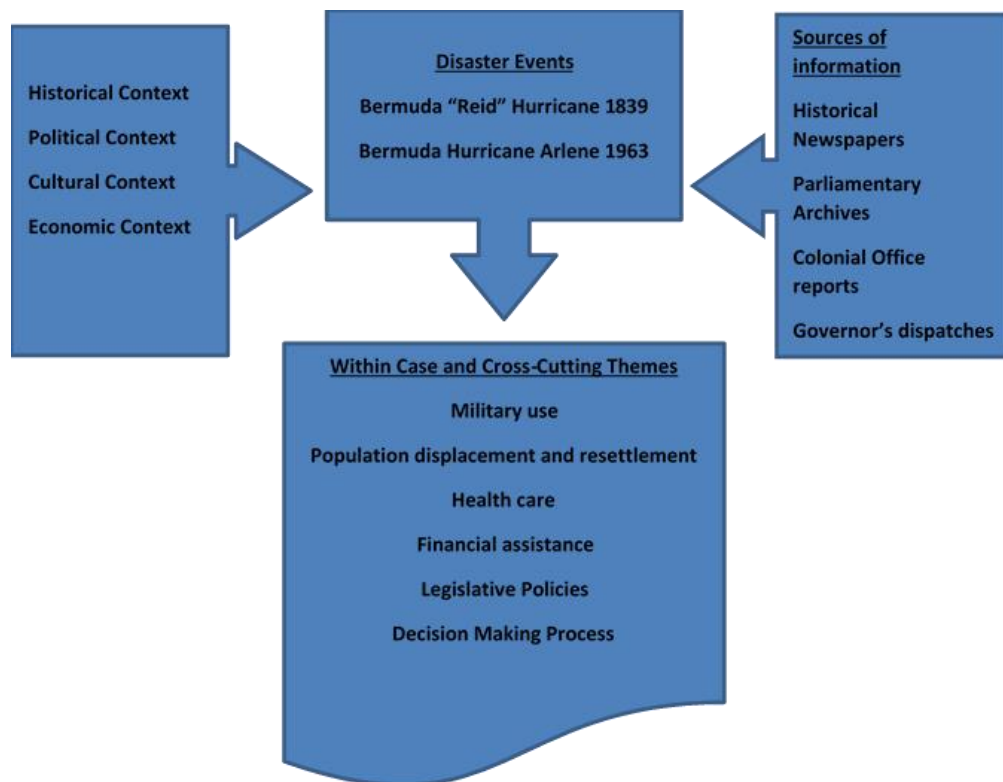 Historical Context
Political Context
Cultural Context
Economic Context
Disaster Events
Bermuda “Reid” Hurricane 1839
Bermuda Hurricane Arlene 1963
Sources of
information
Historical
Newspapers
Parliamentary
Archives
Colonial Office
reports
Governor’s dispatches
Within Case and Cross-Cutting Themes
Military use
Population displacement and resettlement
Health care
Financial assistance
Legislative Policies
Decision Making Process